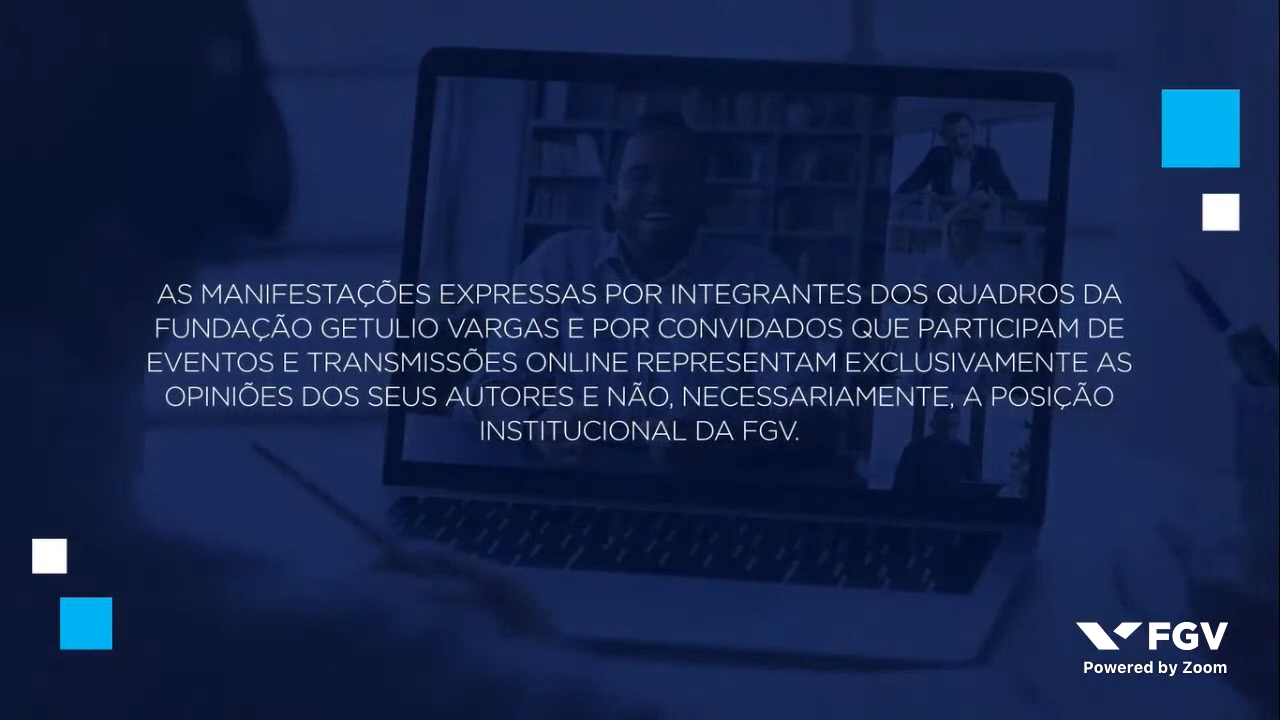 AS MANIFESTAÇÕES EXPRESSAS POR INTEGRANTES DOS QUADROS DA
FUNDAÇÃO GETULIO VARGAS E POR CONVIDADOS QUE PARTICIPAM DE
EVENTOS E TRANSMISSÕES ONLINE REPRESENTAM EXCLUSIVAMENTE AS
OPINIÕES DOS SEUS AUTORES E NÃO, NECESSARIAMENTE, A POSIÇÃO
INSTITUCIONAL DA FGV.
FGV
Powered by Zoom